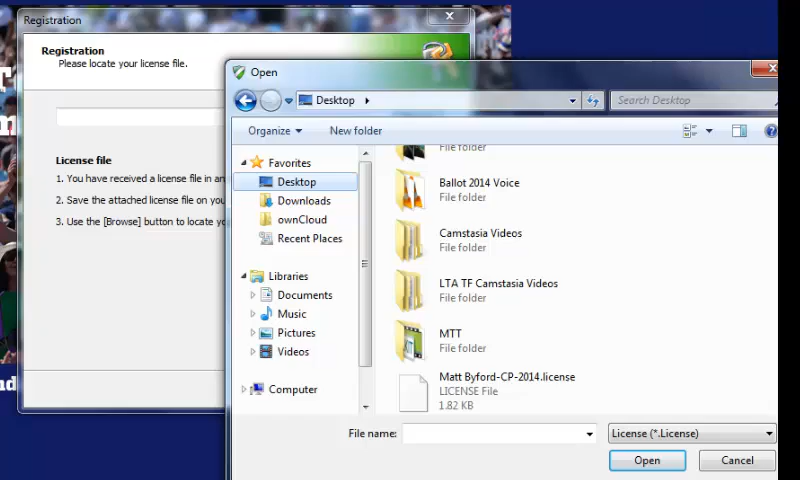 Registration
Registration
Please locate your license file.
License file
1. You have received a license file in an
2. Save the attached license file on you
3. Use the [Browse] button to locate yo
Open
Desktop
Search Desktop
Organize
New folder
Favorites
Desktop
Downloads
ownCloud
Recent Places
Libraries
Documents
Music
Pictures
Videos
Computer
File folder
Ballot 2014 Voice
File folder
Camstasia Videos
File folder
LTA TF Camstasia Videos
File folder
MTT
File folder
Matt Byford-CP-2014.license
LICENSE File
1.82 KB
File name:
License (*.License)
Open
Cancel